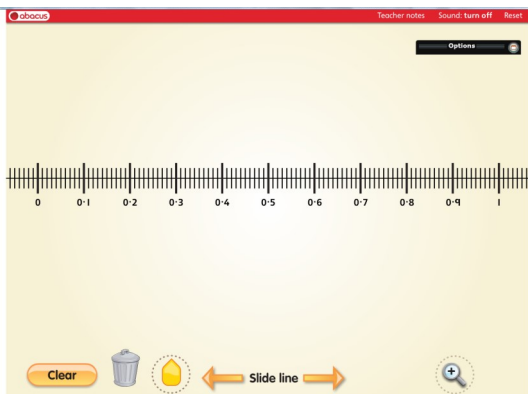 abacus Teacher notes Sound: turn off Reset
Options
0 0·1 0·2 0·3 0·4 0·5 0·6 0·7 0·8 0·9 1
Clear Slide line